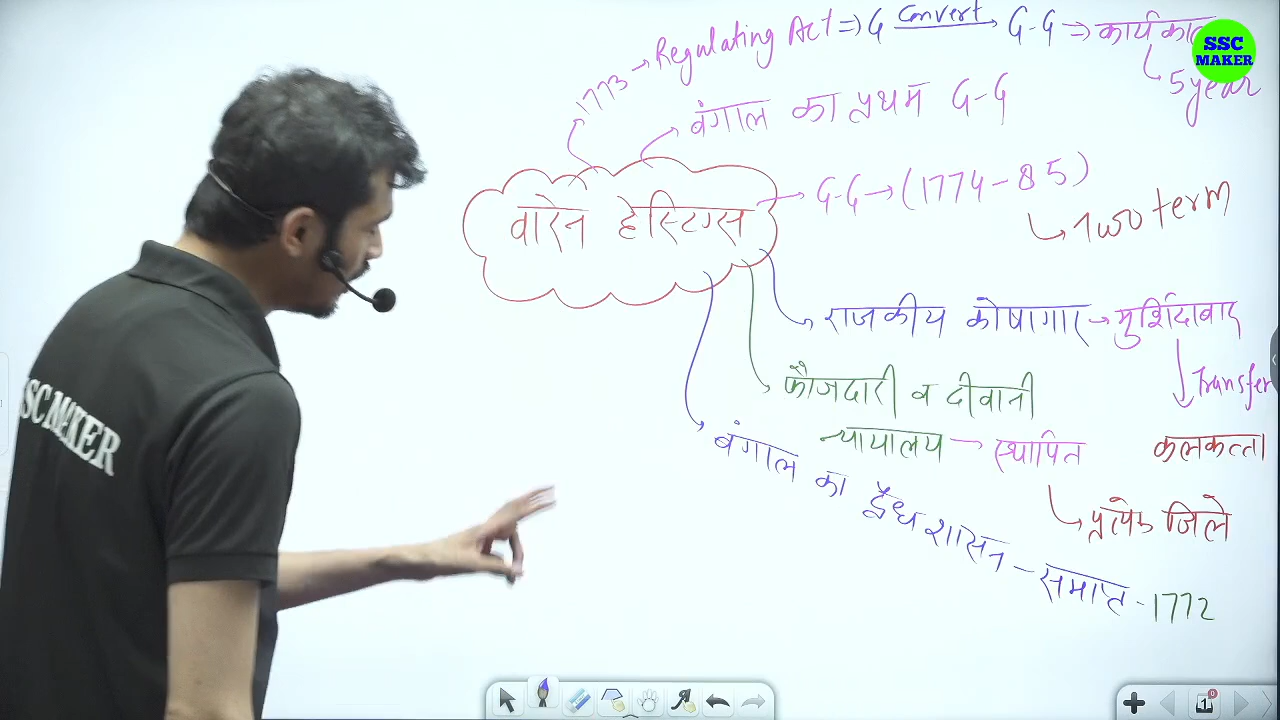 1773 → Regulating Act ⇒ G Convert G-G ⇒ कार्यकाल
5 year
SSC
MAKER
बंगाल का प्रथम G-G
वारेन हेस्टिंग्स
G-G → (1774-85)
Two term
राजकीय कोषागार → मुर्शिदाबाद
Transfer
कलकत्ता
फौजदारी व दीवानी
न्यायालय → स्थापित
प्रत्येक जिले
बंगाल का द्वैध शासन - समाप्त - 1772
SSC MAKER
1